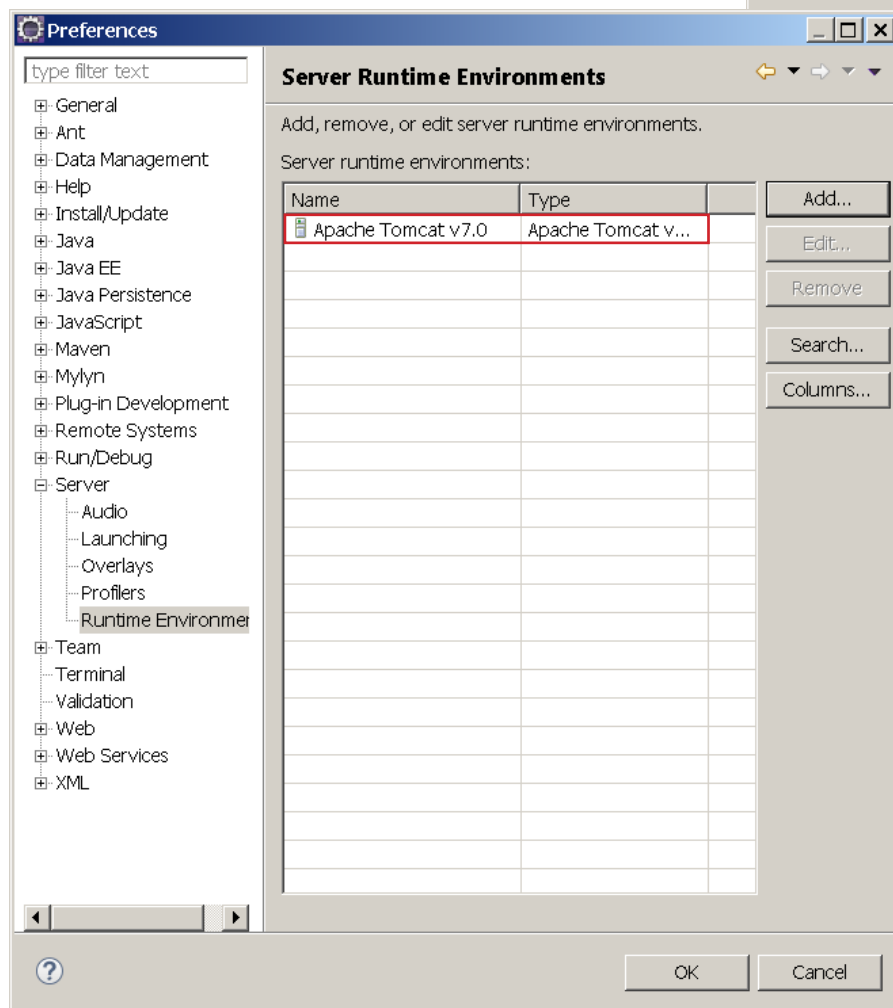 Preferences
type filter text
General
Ant
Data Management
Help
Install/Update
Java
Java EE
Java Persistence
JavaScript
Maven
Mylyn
Plug-in Development
Remote Systems
Run/Debug
Server
Audio
Launching
Overlays
Profilers
Runtime Environmer
Team
Terminal
Validation
Web
Web Services
XML
Server Runtime Environments
Add, remove, or edit server runtime environments.
Server runtime environments:
Name Type
Apache Tomcat v7.0 Apache Tomcat v...
Add...
Edit...
Remove
Search...
Columns...
?
OK Cancel